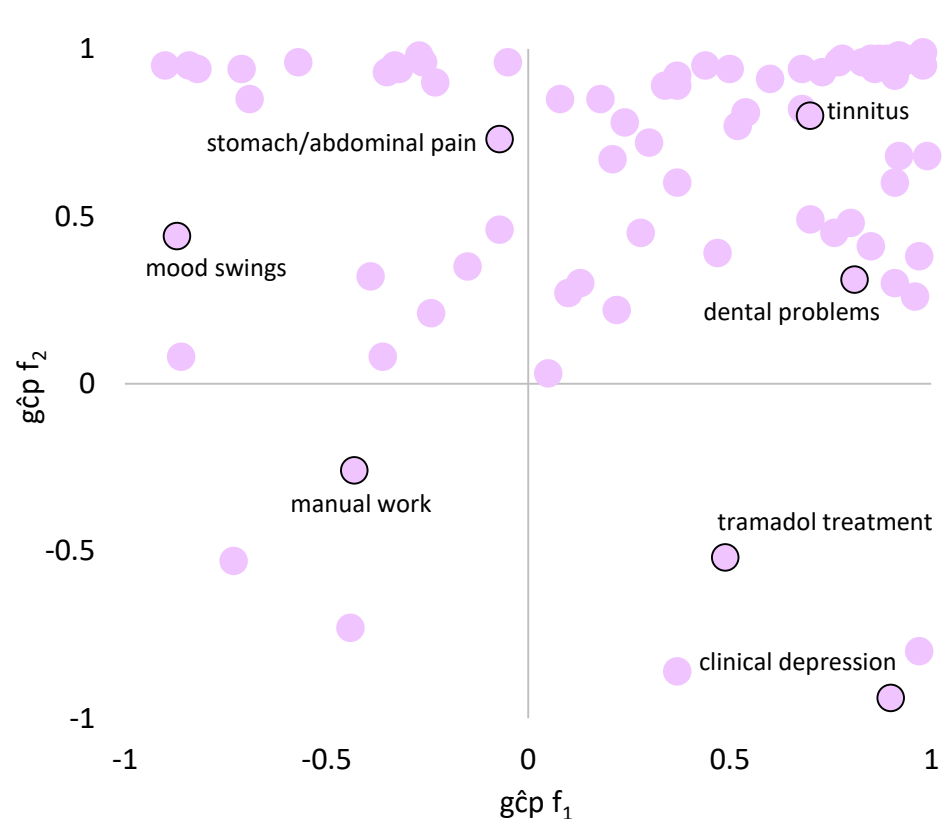 1
tinnitus
stomach/abdominal pain
0.5
mood swings
dental problems
gĉp f₂
0
manual work
tramadol treatment
-0.5
clinical depression
-1
-1 -0.5 0 0.5 1
gĉp f₁